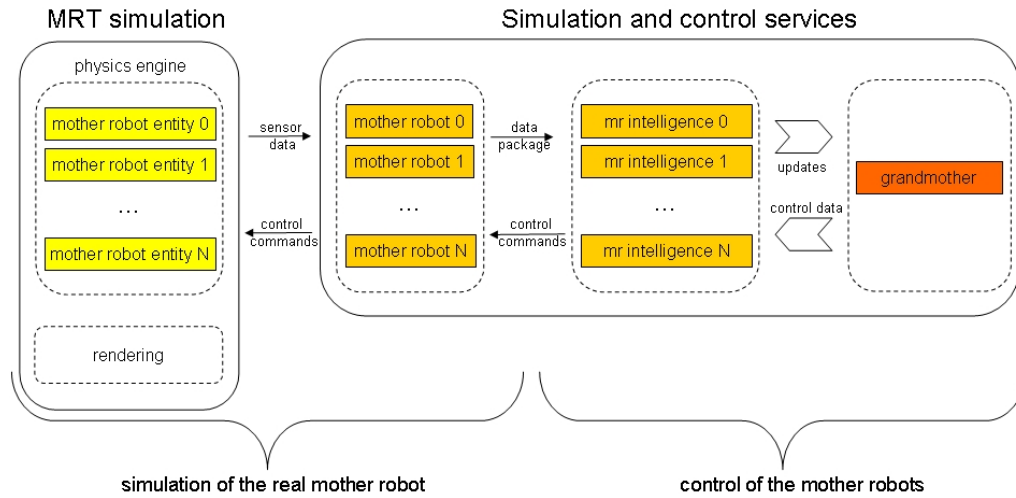 MRT simulation
Simulation and control services
physics engine
mother robot entity 0
mother robot entity 1
...
mother robot entity N
rendering
sensor
data
control
commands
mother robot 0
mother robot 1
...
mother robot N
data
package
control
commands
mr intelligence 0
mr intelligence 1
...
mr intelligence N
updates
control data
grandmother
simulation of the real mother robot
control of the mother robots